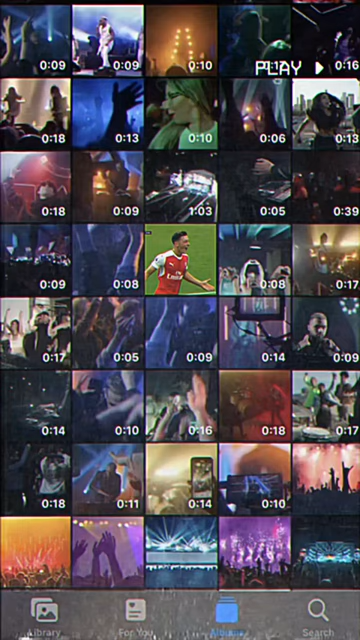 0:09 0:09 0:10 0:12 0:16
PLAY
0:18 0:13 0:10 0:06 0:13
0:18 0:09 1:03 0:05 0:39
0:09 0:08 0:08 0:17
0:17 0:05 0:09 0:14 0:09
0:14 0:10 0:16 0:18 0:17
0:18 0:11 0:14 0:10
Library For You Albums Search